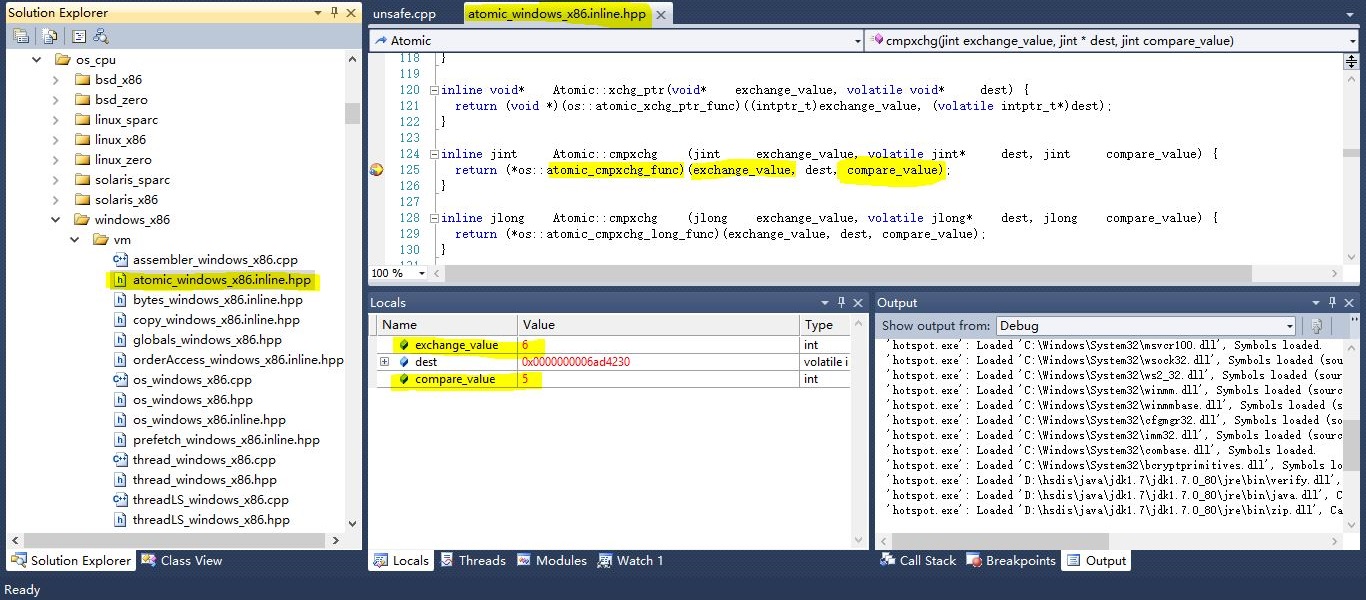 Solution Explorer
os_cpu
bsd_x86
bsd_zero
linux_sparc
linux_x86
linux_zero
solaris_sparc
solaris_x86
windows_x86
vm
assembler_windows_x86.cpp
atomic_windows_x86.inline.hpp
bytes_windows_x86.inline.hpp
copy_windows_x86.inline.hpp
globals_windows_x86.hpp
orderAccess_windows_x86.inline.hpp
os_windows_x86.cpp
os_windows_x86.hpp
os_windows_x86.inline.hpp
prefetch_windows_x86.inline.hpp
thread_windows_x86.cpp
thread_windows_x86.hpp
threadLS_windows_x86.cpp
threadLS_windows_x86.hpp
Solution Explorer Class View
unsafe.cpp atomic_windows_x86.inline.hpp
Atomic cmpxchg(jint exchange_value, jint * dest, jint compare_value)
118 }
119
120 inline void* Atomic::xchg_ptr(void* exchange_value, volatile void* dest) {
121 return (void *)(os::atomic_xchg_ptr_func)((intptr_t)exchange_value, (volatile intptr_t*)dest);
122 }
123
124 inline jint Atomic::cmpxchg (jint exchange_value, volatile jint* dest, jint compare_value) {
125 return (*os::atomic_cmpxchg_func)(exchange_value, dest, compare_value);
126 }
127
128 inline jlong Atomic::cmpxchg (jlong exchange_value, volatile jlong* dest, jlong compare_value) {
129 return (*os::atomic_cmpxchg_long_func)(exchange_value, dest, compare_value);
130 }
100 %
Locals
Name Value Type
exchange_value 6 int
dest 0x0000000006ad4230 volatile i
compare_value 5 int
Locals Threads Modules Watch 1
Output
Show output from: Debug
'hotspot.exe': Loaded 'C:\Windows\System32\msvcr100.dll', Symbols loaded.
'hotspot.exe': Loaded 'C:\Windows\System32\wsock32.dll', Symbols loaded (sou
'hotspot.exe': Loaded 'C:\Windows\System32\ws2_32.dll', Symbols loaded (sour
'hotspot.exe': Loaded 'C:\Windows\System32\winmm.dll', Symbols loaded (sourc
'hotspot.exe': Loaded 'C:\Windows\System32\winmmbase.dll', Symbols loaded (s
'hotspot.exe': Loaded 'C:\Windows\System32\cfgmgr32.dll', Symbols loaded (so
'hotspot.exe': Loaded 'C:\Windows\System32\imm32.dll', Symbols loaded (sourc
'hotspot.exe': Loaded 'C:\Windows\System32\combase.dll', Symbols loaded.
'hotspot.exe': Loaded 'C:\Windows\System32\bcryptprimitives.dll', Symbols lo
'hotspot.exe': Loaded 'D:\hsdis\java\jdk1.7\jdk1.7.0_80\jre\bin\verify.dll',
'hotspot.exe': Loaded 'D:\hsdis\java\jdk1.7\jdk1.7.0_80\jre\bin\java.dll', C
'hotspot.exe': Loaded 'D:\hsdis\java\jdk1.7\jdk1.7.0_80\jre\bin\zip.dll', Ca
Call Stack Breakpoints Output
Ready